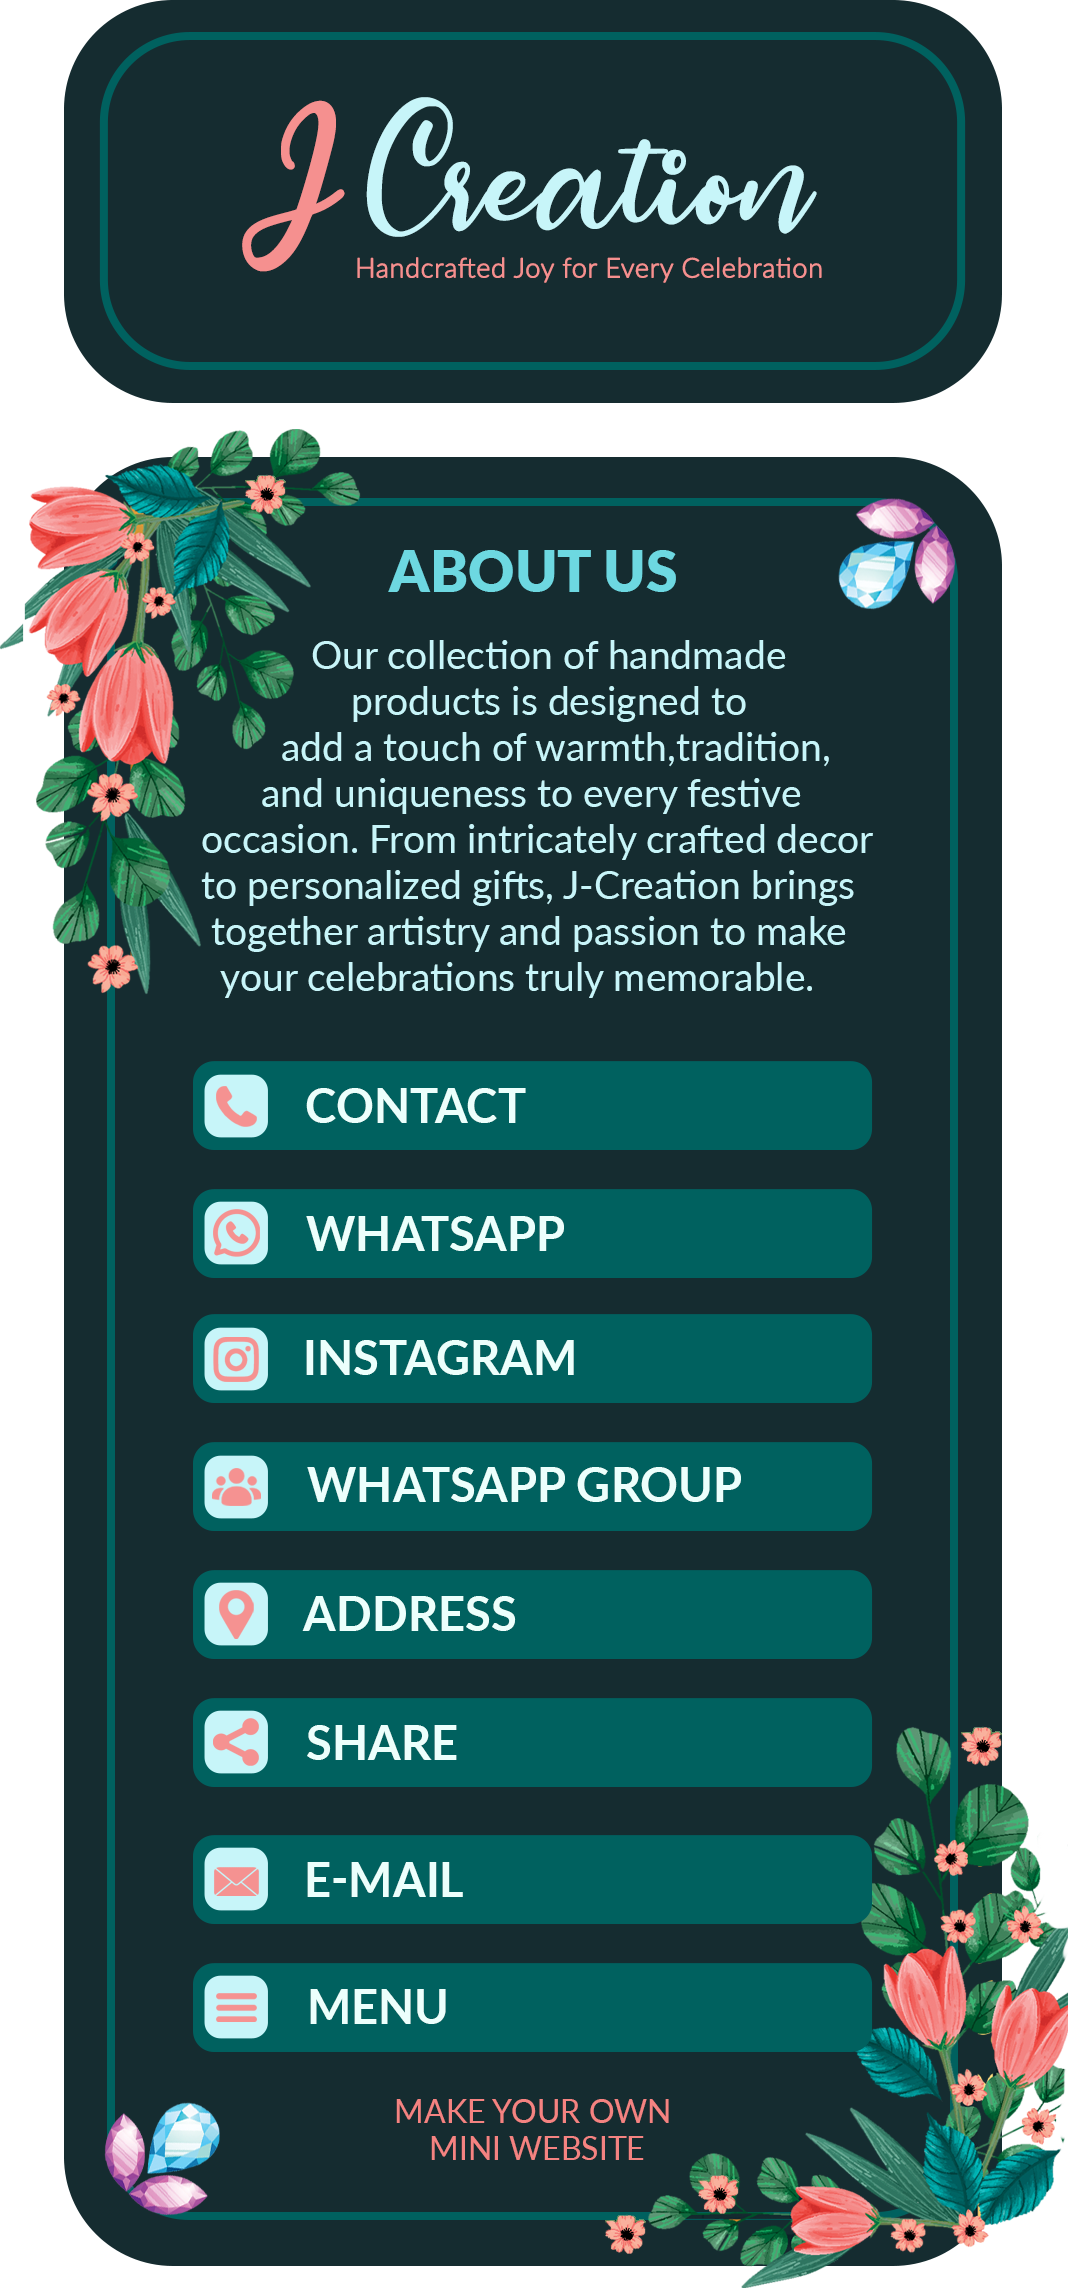 J Creation
Handcrafted Joy for Every Celebration
ABOUT US
Our collection of handmade
products is designed to
add a touch of warmth,tradition,
and uniqueness to every festive
occasion. From intricately crafted decor
to personalized gifts, J-Creation brings
together artistry and passion to make
your celebrations truly memorable.
CONTACT
WHATSAPP
INSTAGRAM
WHATSAPP GROUP
ADDRESS
SHARE
E-MAIL
MENU
MAKE YOUR OWN
MINI WEBSITE